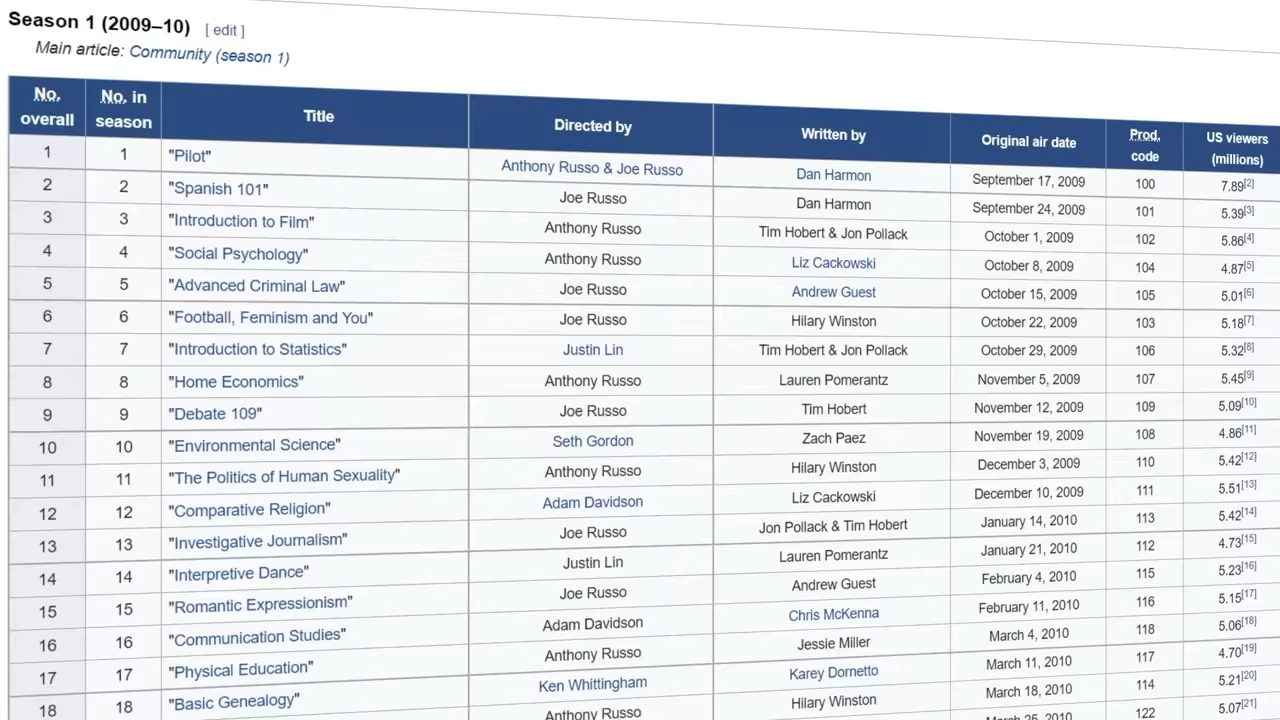 Season 1 (2009–10) [ edit ]
Main article: Community (season 1)
No. overall No. in season Title Directed by Written by Original air date Prod. code US viewers (millions)
1 1 "Pilot" Anthony Russo & Joe Russo Dan Harmon September 17, 2009 100 7.89[2]
2 2 "Spanish 101" Joe Russo Dan Harmon September 24, 2009 101 5.39[3]
3 3 "Introduction to Film" Anthony Russo Tim Hobert & Jon Pollack October 1, 2009 102 5.86[4]
4 4 "Social Psychology" Anthony Russo Liz Cackowski October 8, 2009 104 4.87[5]
5 5 "Advanced Criminal Law" Joe Russo Andrew Guest October 15, 2009 105 5.01[6]
6 6 "Football, Feminism and You" Joe Russo Hilary Winston October 22, 2009 103 5.18[7]
7 7 "Introduction to Statistics" Justin Lin Tim Hobert & Jon Pollack October 29, 2009 106 5.32[8]
8 8 "Home Economics" Anthony Russo Lauren Pomerantz November 5, 2009 107 5.45[9]
9 9 "Debate 109" Joe Russo Tim Hobert November 12, 2009 109 5.09[10]
10 10 "Environmental Science" Seth Gordon Zach Paez November 19, 2009 108 4.86[11]
11 11 "The Politics of Human Sexuality" Anthony Russo Hilary Winston December 3, 2009 110 5.42[12]
12 12 "Comparative Religion" Adam Davidson Liz Cackowski December 10, 2009 111 5.51[13]
13 13 "Investigative Journalism" Joe Russo Jon Pollack & Tim Hobert January 14, 2010 113 5.42[14]
14 14 "Interpretive Dance" Justin Lin Lauren Pomerantz January 21, 2010 112 4.73[15]
15 15 "Romantic Expressionism" Joe Russo Andrew Guest February 4, 2010 115 5.23[16]
16 16 "Communication Studies" Adam Davidson Chris McKenna February 11, 2010 116 5.15[17]
17 17 "Physical Education" Anthony Russo Jessie Miller March 4, 2010 118 5.06[18]
18 18 "Basic Genealogy" Ken Whittingham Karey Dornetto March 11, 2010 117 4.70[19]
Anthony Russo Hilary Winston March 18, 2010 114 5.21[20]
March 25, 2010 122 5.07[21]